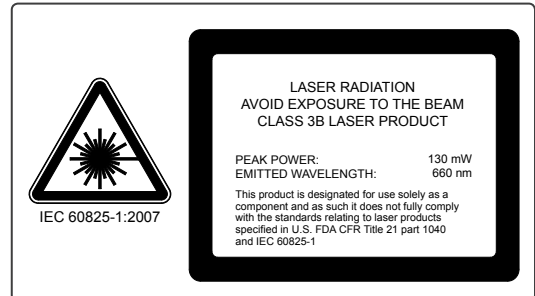 LASER RADIATION
AVOID EXPOSURE TO THE BEAM
CLASS 3B LASER PRODUCT
PEAK POWER: 130 mW
EMITTED WAVELENGTH: 660 nm
This product is designated for use solely as a
component and as such it does not fully comply
with the standards relating to laser products
specified in U.S. FDA CFR Title 21 part 1040
and IEC 60825-1
IEC 60825-1:2007